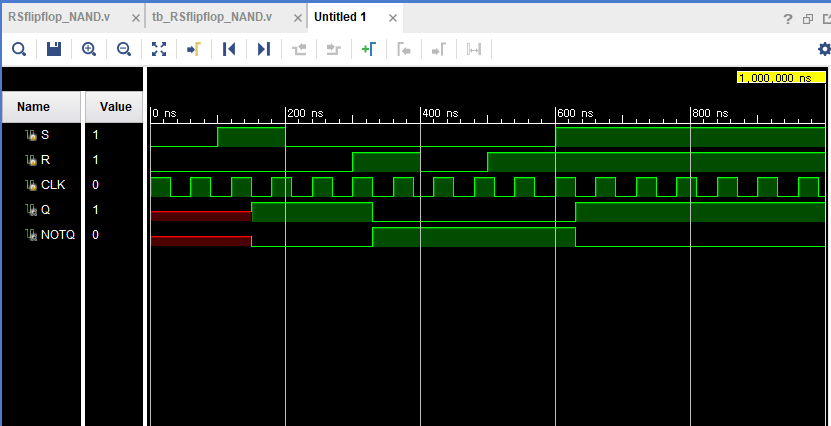 RSflipflop_NAND.v tb_RSflipflop_NAND.v Untitled 1
1,000,000 ns
Name Value
0 ns 200 ns 400 ns 600 ns 800 ns
S 1
R 1
CLK 0
Q 1
NOTQ 0